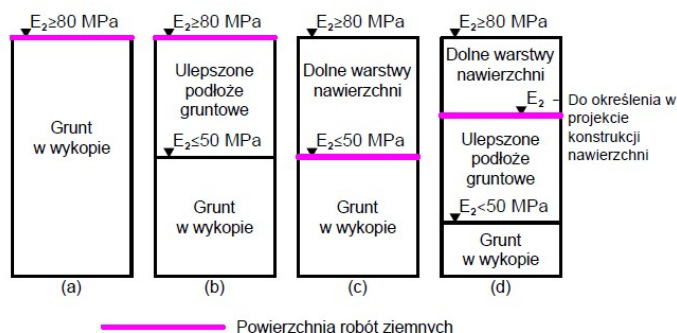 E₂≥80 MPa
Grunt
w wykopie
(a)
E₂≥80 MPa
Ulepszone
podłoże
gruntowe
E₂≤50 MPa
Grunt
w wykopie
(b)
E₂≥80 MPa
Dolne warstwy
nawierzchni
E₂≤50 MPa
Grunt
w wykopie
(c)
E₂≥80 MPa
Dolne warstwy
nawierzchni
E₂ - Do określenia w
projekcie
konstrukcji
nawierzchni
Ulepszone
podłoże
gruntowe
E₂<50 MPa
Grunt
w wykopie
(d)
Powierzchnia robót ziemnych